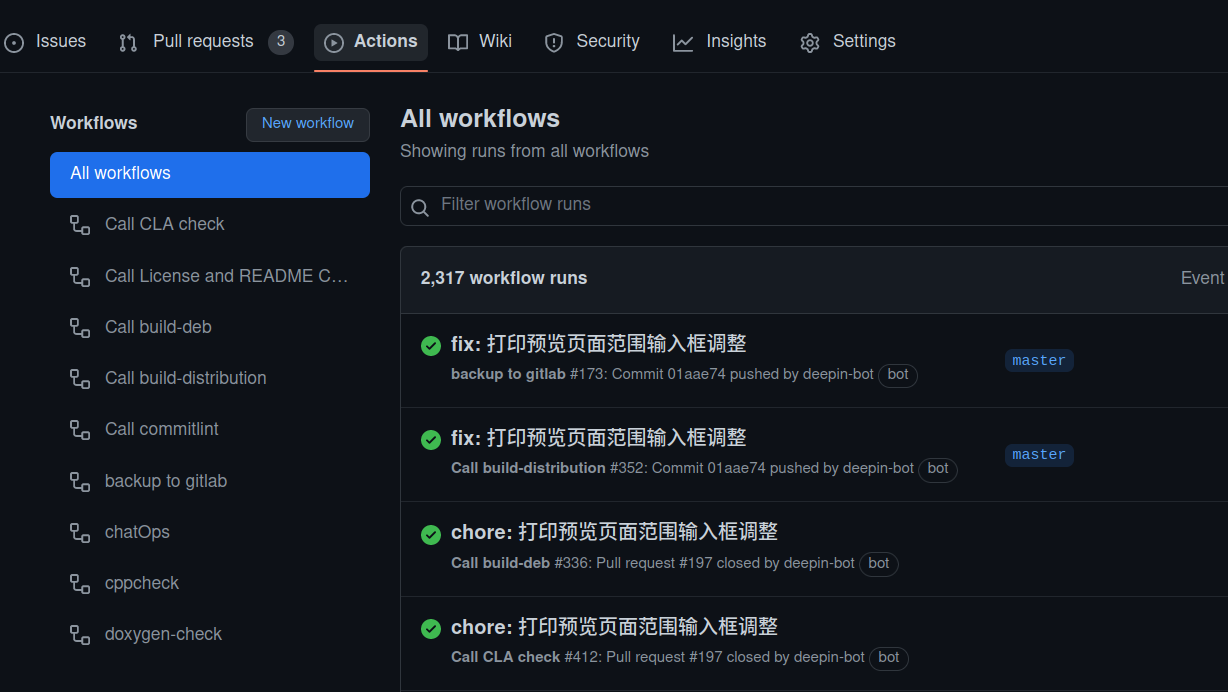 Issues Pull requests 3 Actions Wiki Security Insights Settings
Workflows
New workflow
All workflows
Call CLA check
Call License and README C…
Call build-deb
Call build-distribution
Call commitlint
backup to gitlab
chatOps
cppcheck
doxygen-check
All workflows
Showing runs from all workflows
Filter workflow runs
2,317 workflow runs Event
fix: 打印预览页面范围输入框调整
backup to gitlab #173: Commit 01aae74 pushed by deepin-bot bot
master
fix: 打印预览页面范围输入框调整
Call build-distribution #352: Commit 01aae74 pushed by deepin-bot bot
master
chore: 打印预览页面范围输入框调整
Call build-deb #336: Pull request #197 closed by deepin-bot bot
chore: 打印预览页面范围输入框调整
Call CLA check #412: Pull request #197 closed by deepin-bot bot